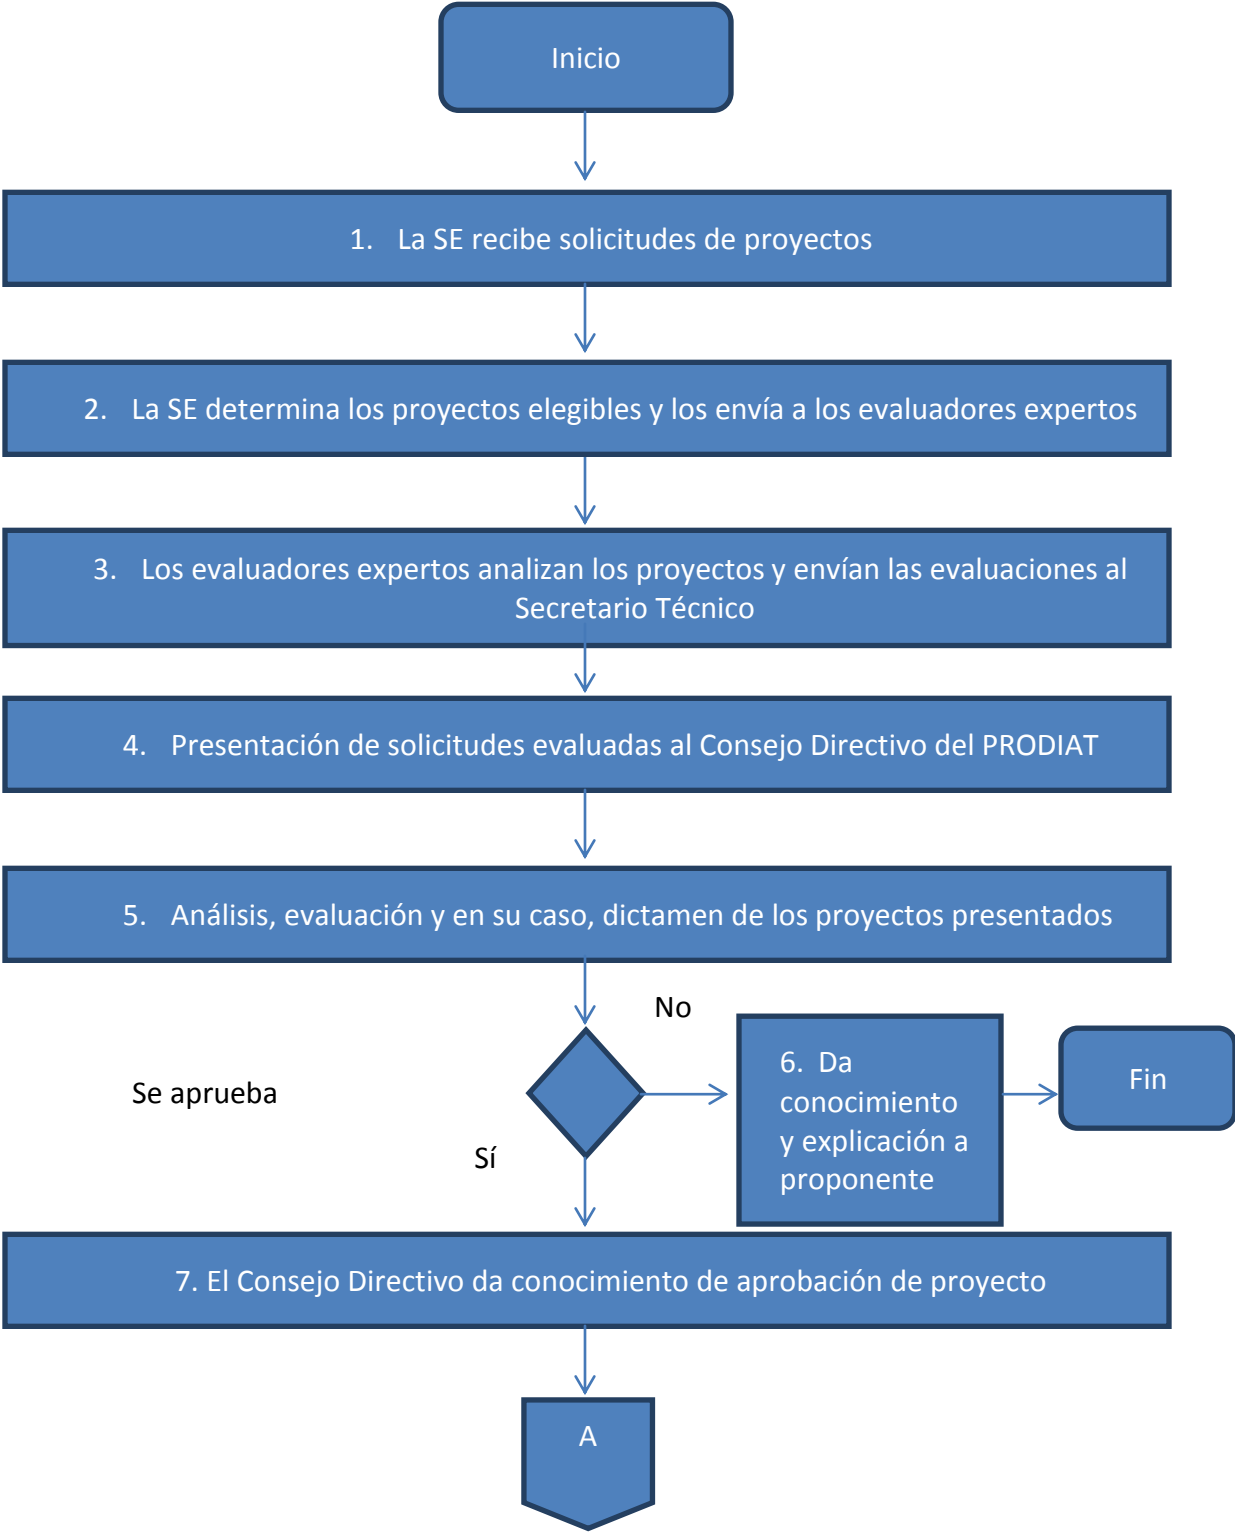 Inicio
1. La SE recibe solicitudes de proyectos
2. La SE determina los proyectos elegibles y los envía a los evaluadores expertos
3. Los evaluadores expertos analizan los proyectos y envían las evaluaciones al
Secretario Técnico
4. Presentación de solicitudes evaluadas al Consejo Directivo del PRODIAT
5. Análisis, evaluación y en su caso, dictamen de los proyectos presentados
No
Se aprueba
Sí
6. Da
conocimiento
y explicación a
proponente
Fin
7. El Consejo Directivo da conocimiento de aprobación de proyecto
A